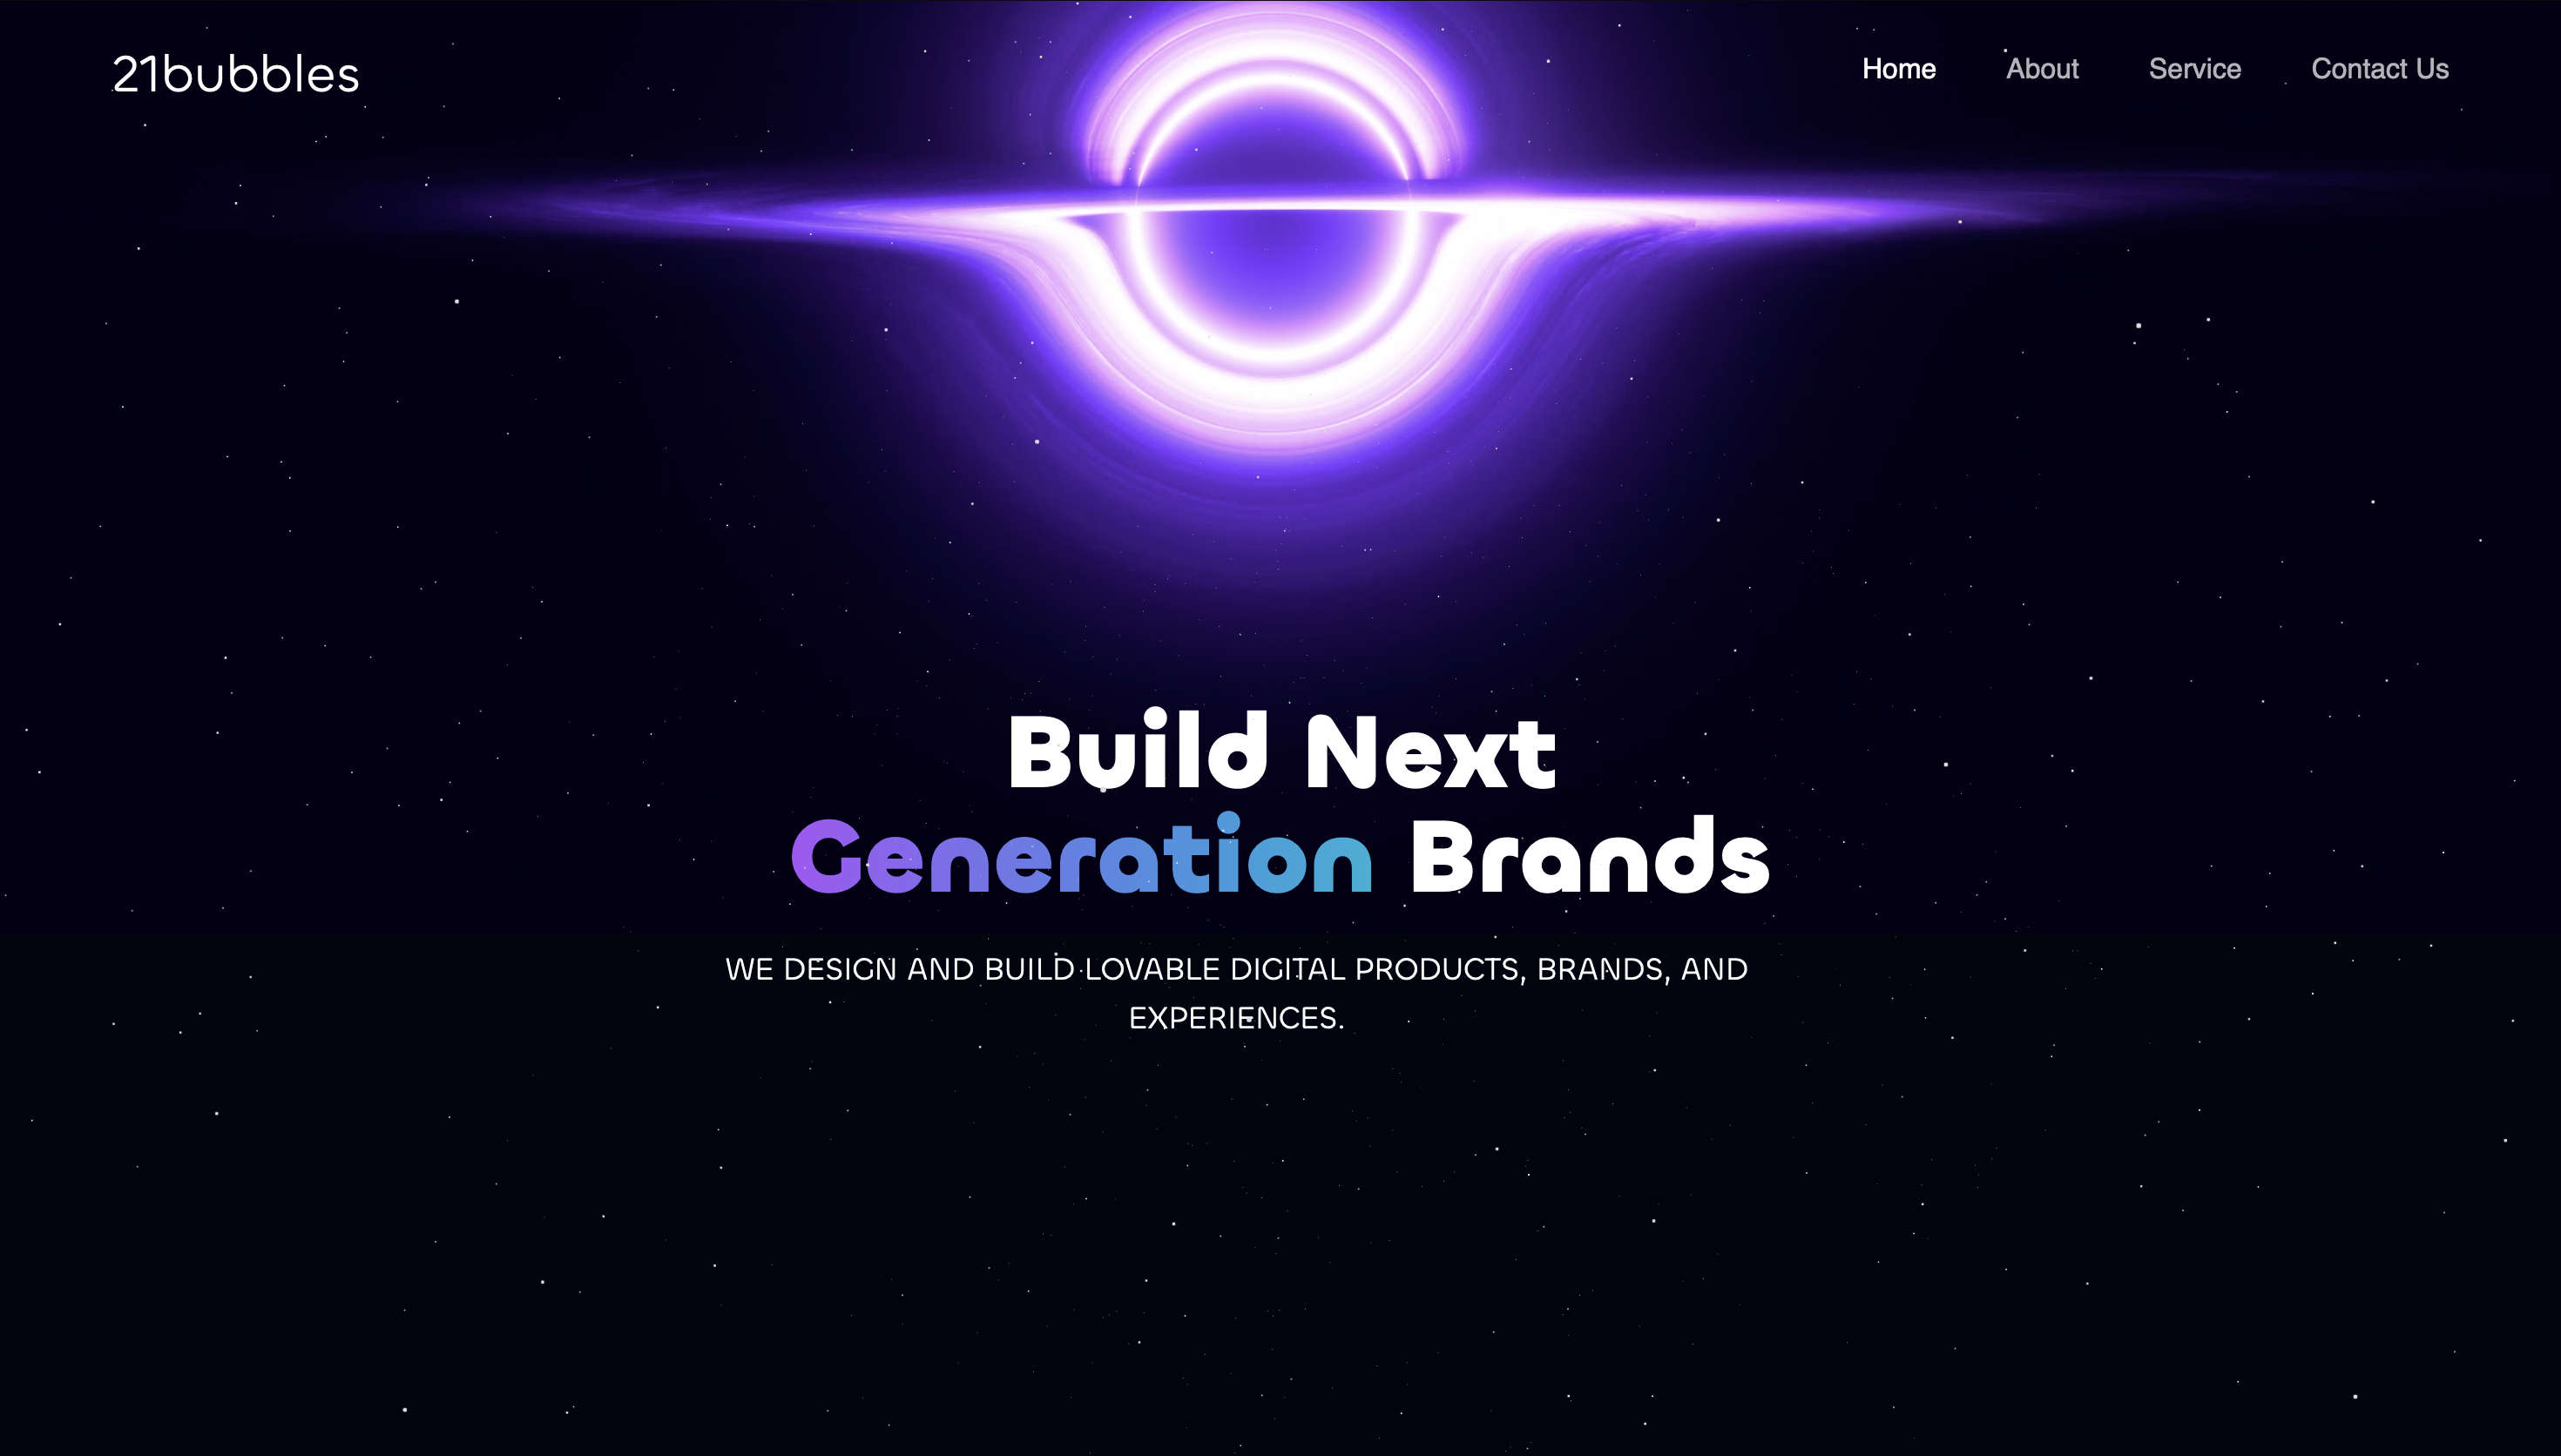 21bubbles
Home About Service Contact Us
Build Next
Generation Brands
WE DESIGN AND BUILD LOVABLE DIGITAL PRODUCTS, BRANDS, AND
EXPERIENCES.